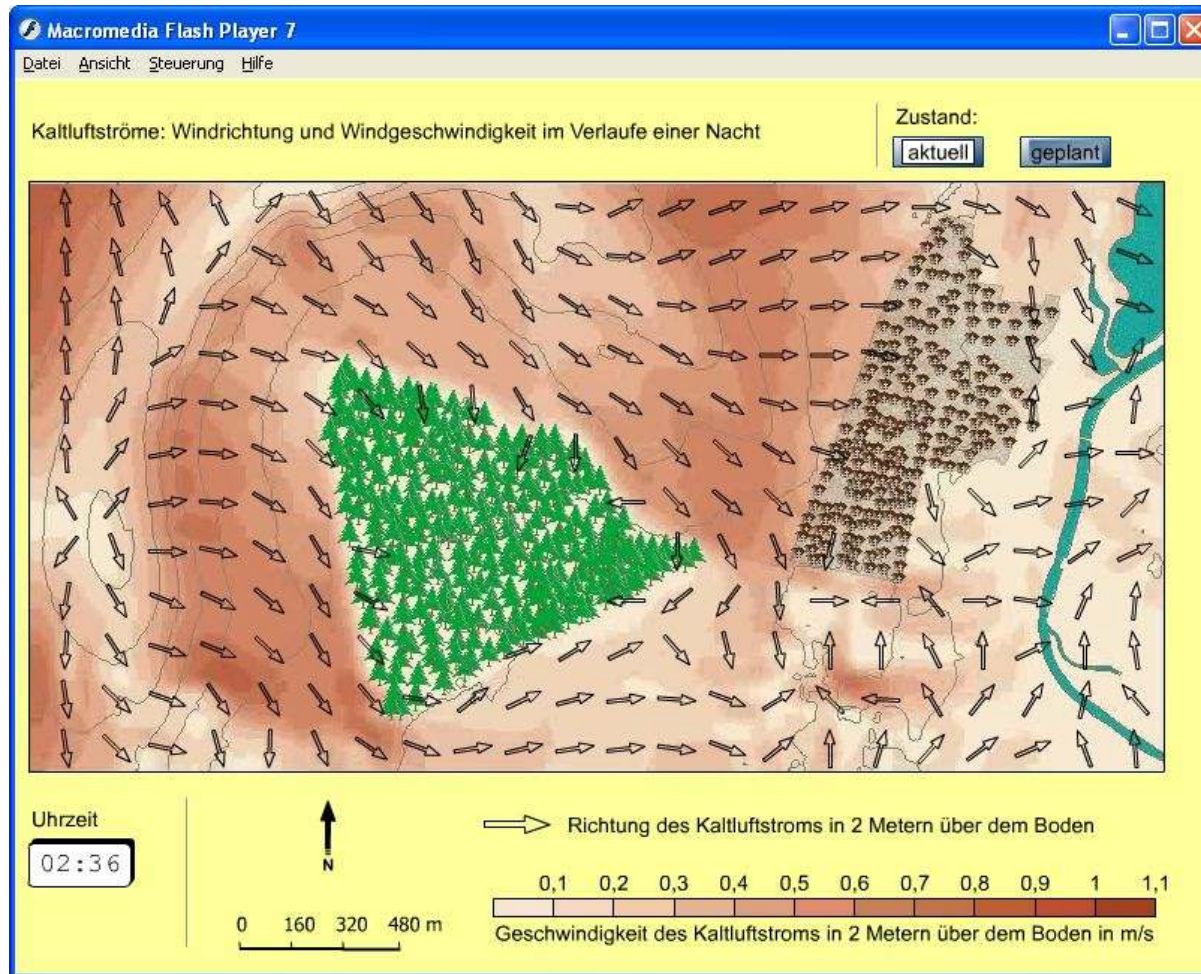 Macromedia Flash Player 7
Datei Ansicht Steuerung Hilfe
Kaltluftströme: Windrichtung und Windgeschwindigkeit im Verlaufe einer Nacht
Zustand:
aktuell geplant
Uhrzeit
02:36
N
0 160 320 480 m
Richtung des Kaltluftstroms in 2 Metern über dem Boden
0,1 0,2 0,3 0,4 0,5 0,6 0,7 0,8 0,9 1 1,1
Geschwindigkeit des Kaltluftstroms in 2 Metern über dem Boden in m/s